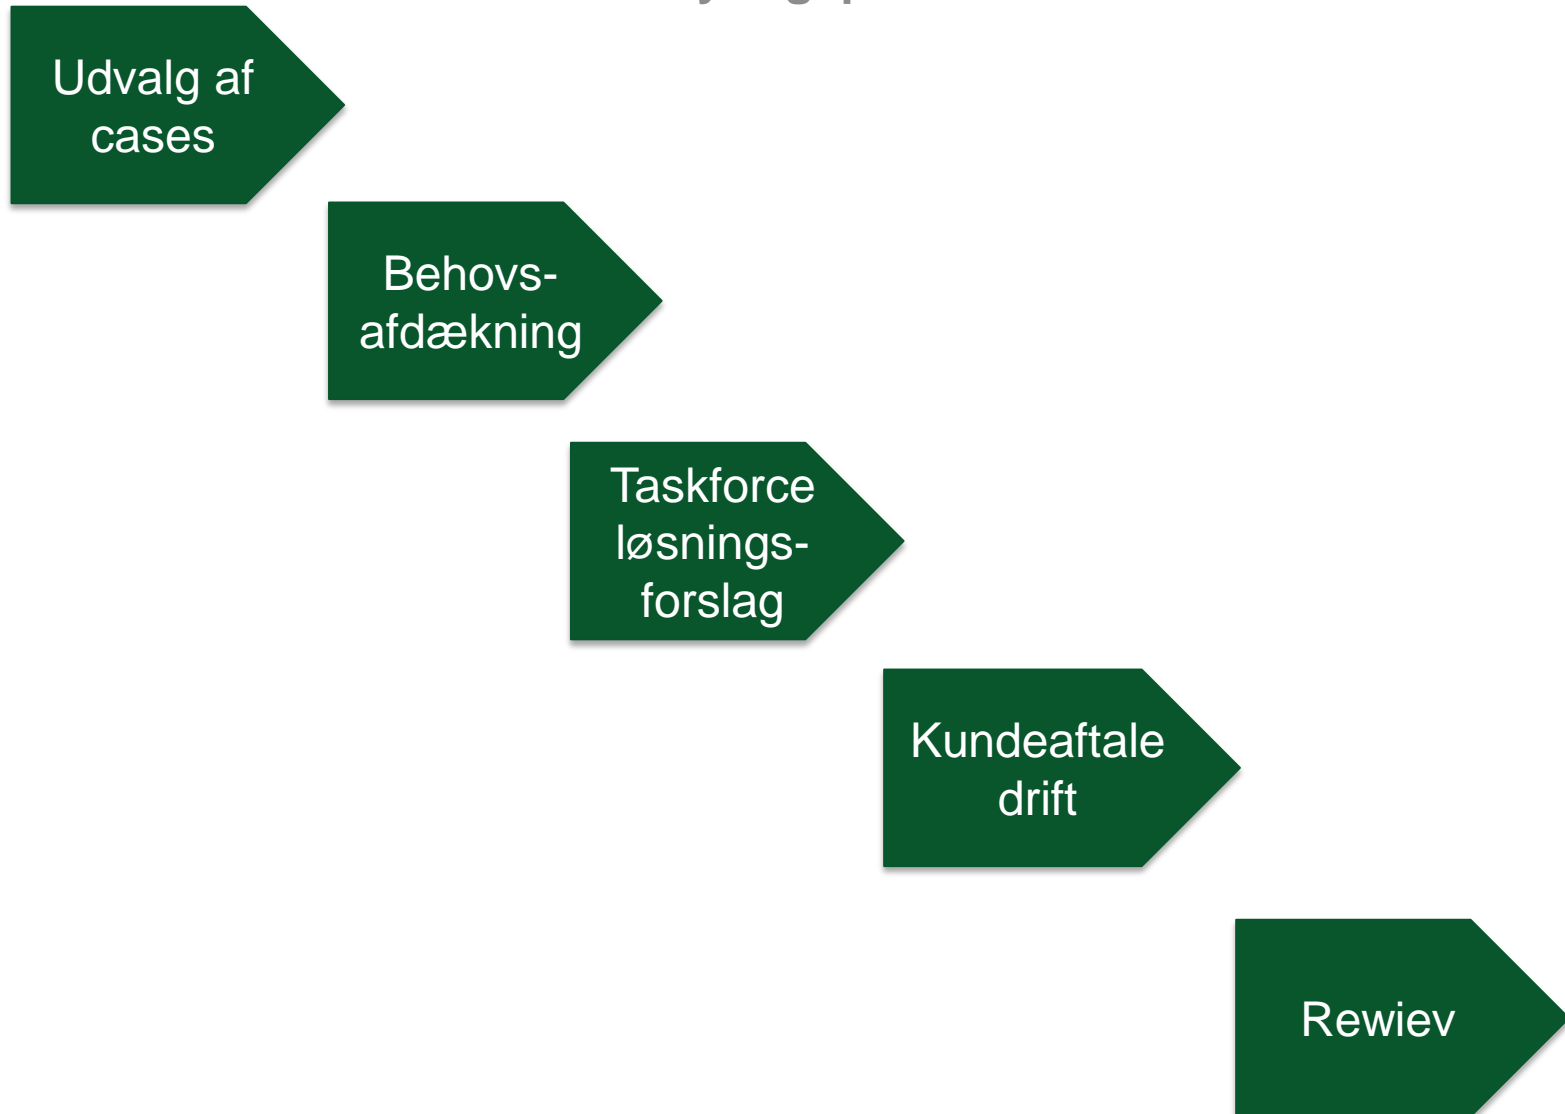 Udvalg af
cases
Behovs-
afdækning
Taskforce
løsnings-
forslag
Kundeaftale
drift
Rewiev